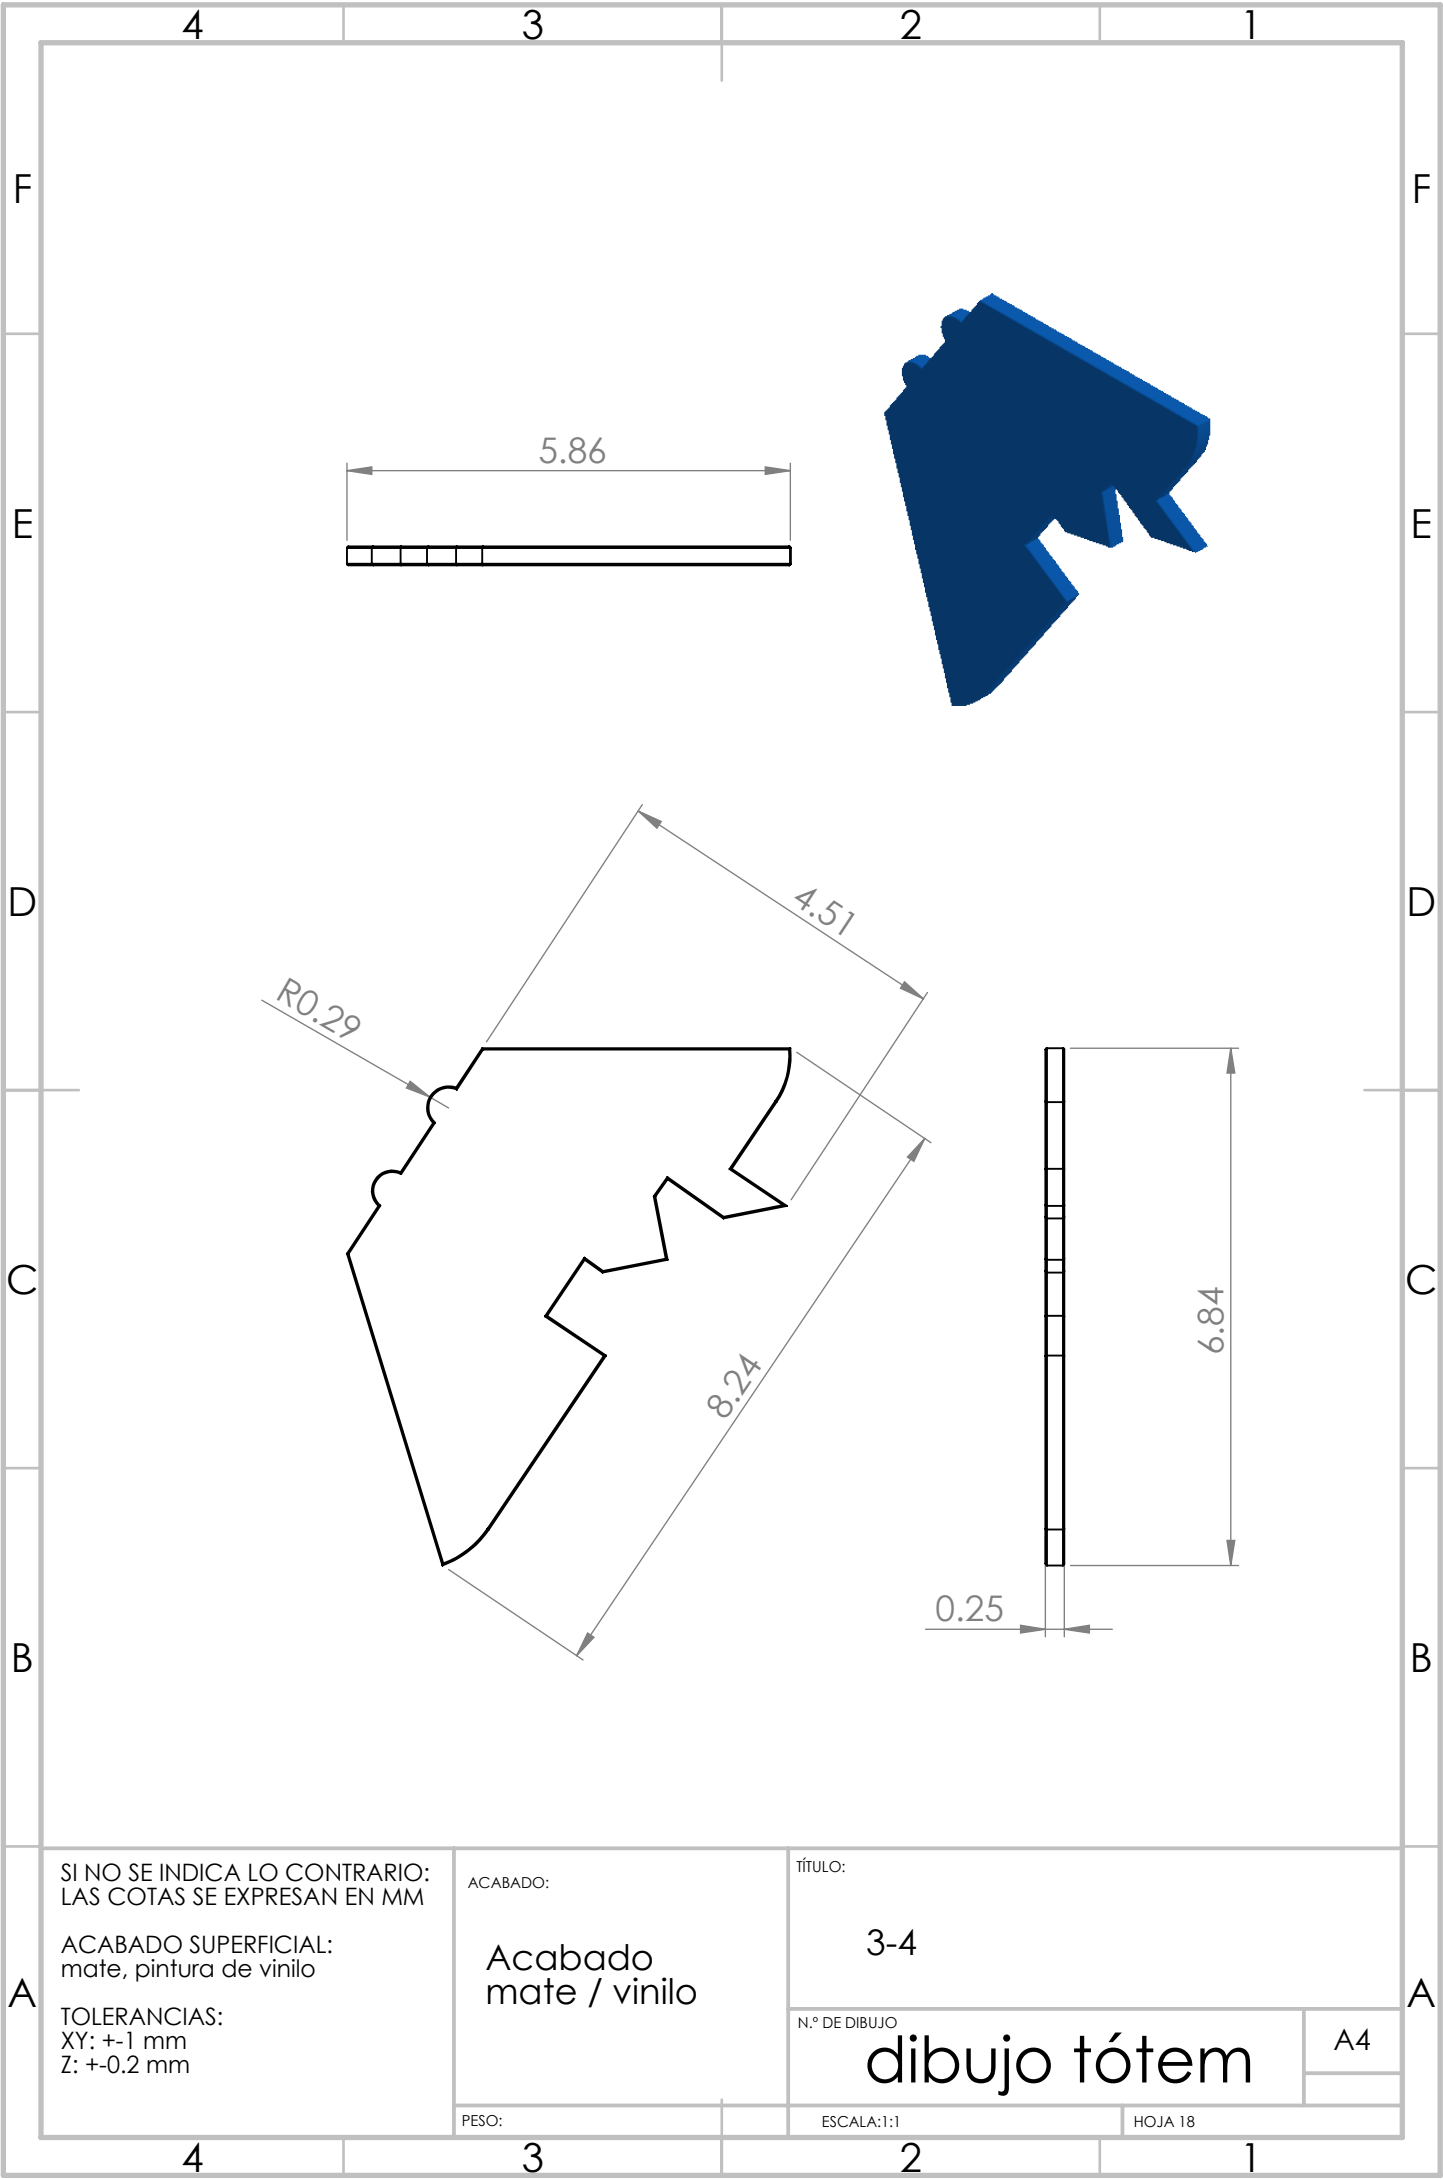 4 3 2 1
F F
5.86
E E
4.51
D D
R0.29
C C
6.84
8.24
0.25
B B
SI NO SE INDICA LO CONTRARIO:
LAS COTAS SE EXPRESAN EN MM
ACABADO SUPERFICIAL:
mate, pintura de vinilo
TOLERANCIAS:
XY: +-1 mm
Z: +-0.2 mm
ACABADO:
Acabado
mate / vinilo
PESO:
TÍTULO:
3-4
N.º DE DIBUJO
dibujo tótem
A4
ESCALA:1:1
HOJA 18
A A
4 3 2 1